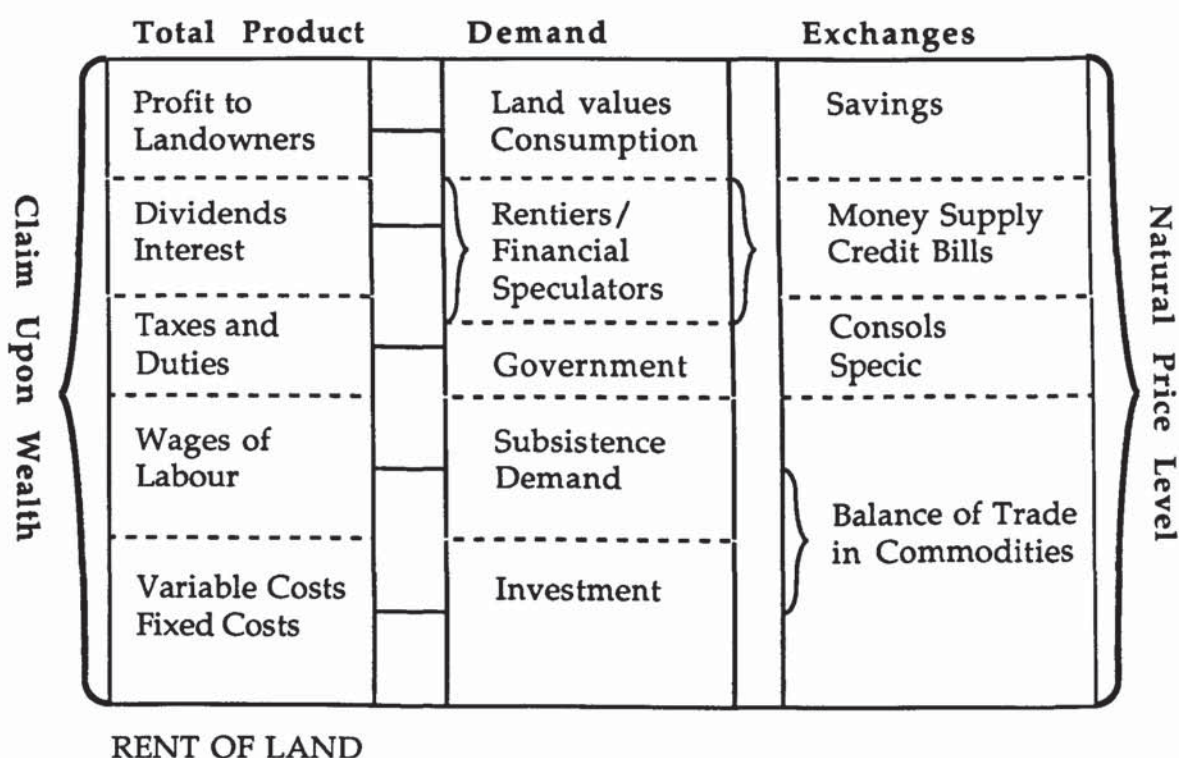 Total Product
Demand
Exchanges
Claim Upon Wealth
Profit to
Landowners
Dividends
Interest
Taxes and
Duties
Wages of
Labour
Variable Costs
Fixed Costs
Land values
Consumption
Rentiers/
Financial
Speculators
Government
Subsistence
Demand
Investment
Savings
Money Supply
Credit Bills
Consols
Specic
Balance of Trade
in Commodities
Natural Price Level
RENT OF LAND